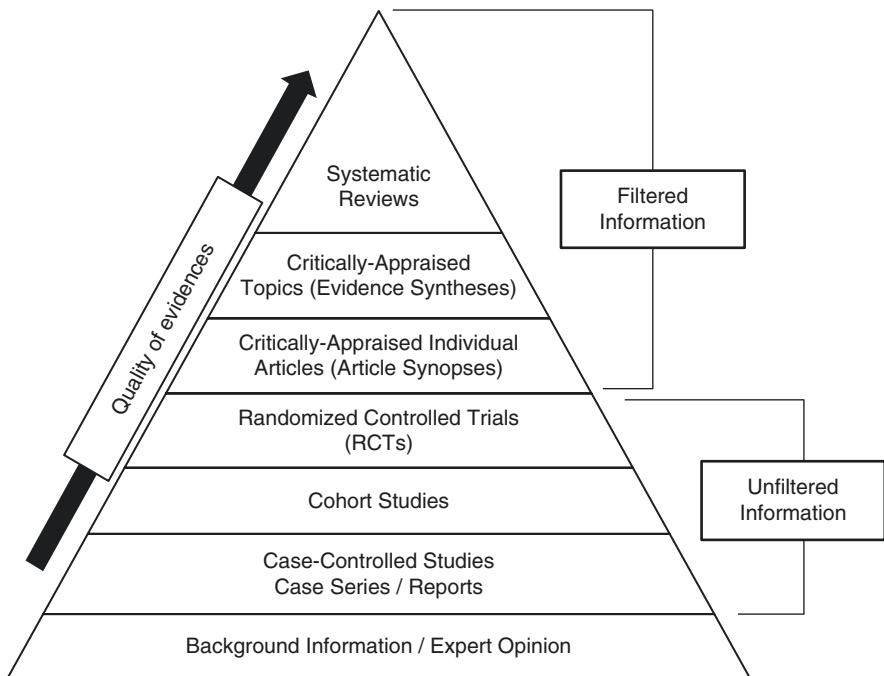 Systematic
Reviews
Critically-Appraised
Topics (Evidence Syntheses)
Critically-Appraised Individual
Articles (Article Synopses)
Randomized Controlled Trials
(RCTs)
Cohort Studies
Case-Controlled Studies
Case Series / Reports
Background Information / Expert Opinion
Quality of evidences
Filtered
Information
Unfiltered
Information